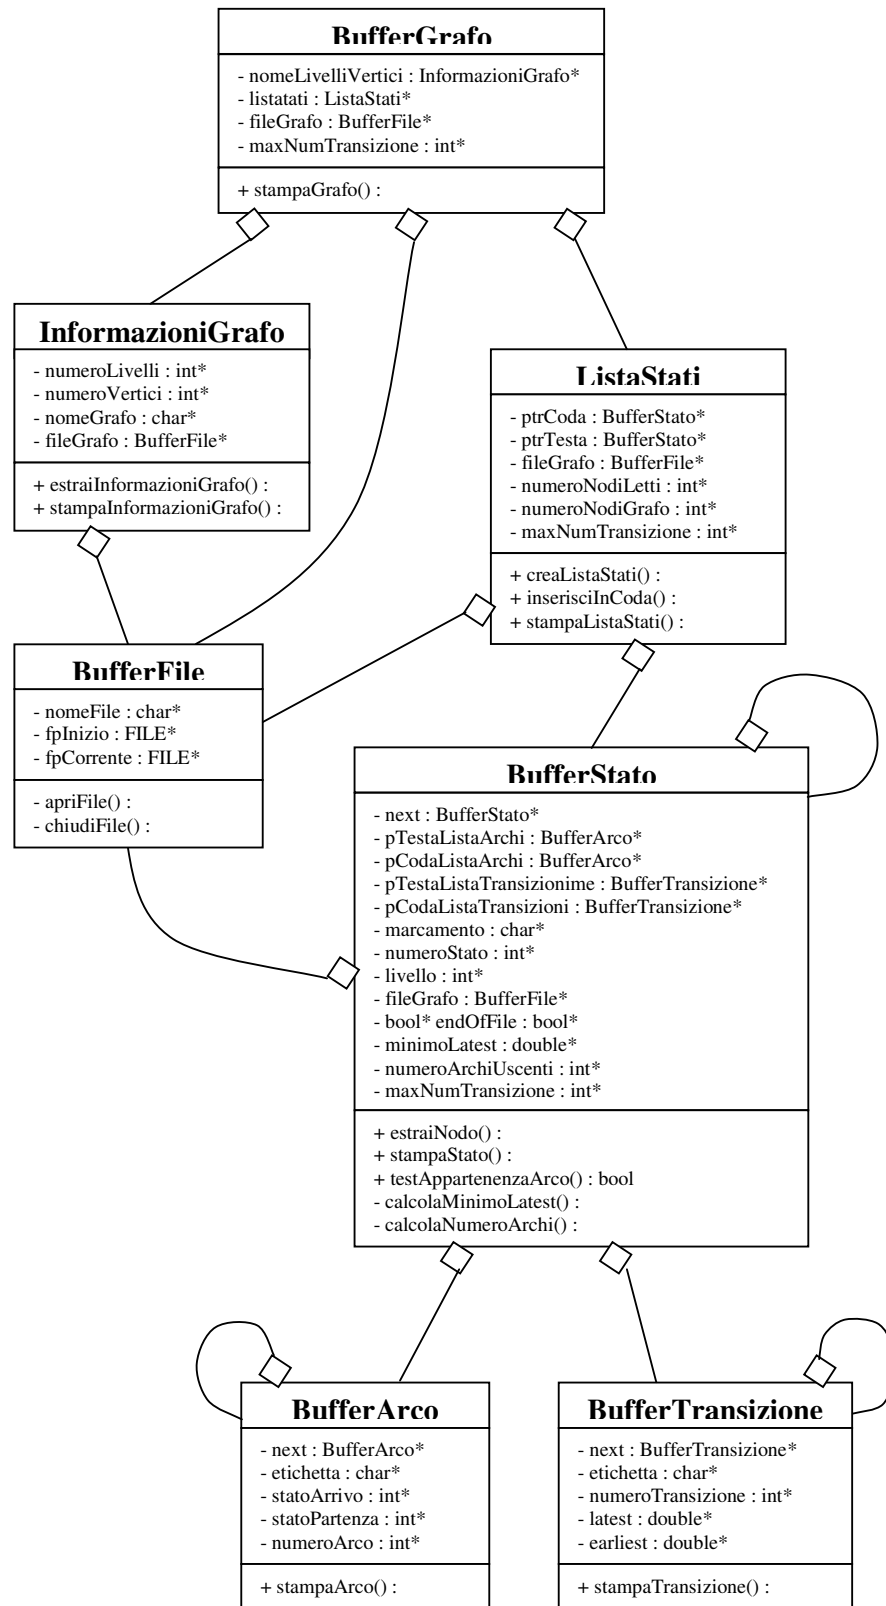 BufferGrafo
- nomeLivelliVertici : InformazioniGrafo*
- listatati : ListaStati*
- fileGrafo : BufferFile*
- maxNumTransizione : int*
+ stampaGrafo() :
InformazioniGrafo
- numeroLivelli : int*
- numeroVertici : int*
- nomeGrafo : char*
- fileGrafo : BufferFile*
+ estraiInformazioniGrafo() :
+ stampaInformazioniGrafo() :
ListaStati
- ptrCoda : BufferStato*
- ptrTesta : BufferStato*
- fileGrafo : BufferFile*
- numeroNodiLetti : int*
- numeroNodiGrafo : int*
- maxNumTransizione : int*
+ creaListaStati() :
+ inserisciInCoda() :
+ stampaListaStati() :
BufferFile
- nomeFile : char*
- fpInizio : FILE*
- fpCorrente : FILE*
- apriFile() :
- chiudiFile() :
BufferStato
- next : BufferStato*
- pTestaListaArchi : BufferArco*
- pCodaListaArchi : BufferArco*
- pTestaListaTransizionime : BufferTransizione*
- pCodaListaTransizioni : BufferTransizione*
- marcamento : char*
- numeroStato : int*
- livello : int*
- fileGrafo : BufferFile*
- bool* endOfFile : bool*
- minimoLatest : double*
- numeroArchiUscenti : int*
- maxNumTransizione : int*
+ estraiNodo() :
+ stampaStato() :
+ testAppartenenzaArco() : bool
- calcolaMinimoLatest() :
- calcolaNumeroArchi() :
BufferArco
- next : BufferArco*
- etichetta : char*
- statoArrivo : int*
- statoPartenza : int*
- numeroArco : int*
+ stampaArco() :
BufferTransizione
- next : BufferTransizione*
- etichetta : char*
- numeroTransizione : int*
- latest : double*
- earliest : double*
+ stampaTransizione() :